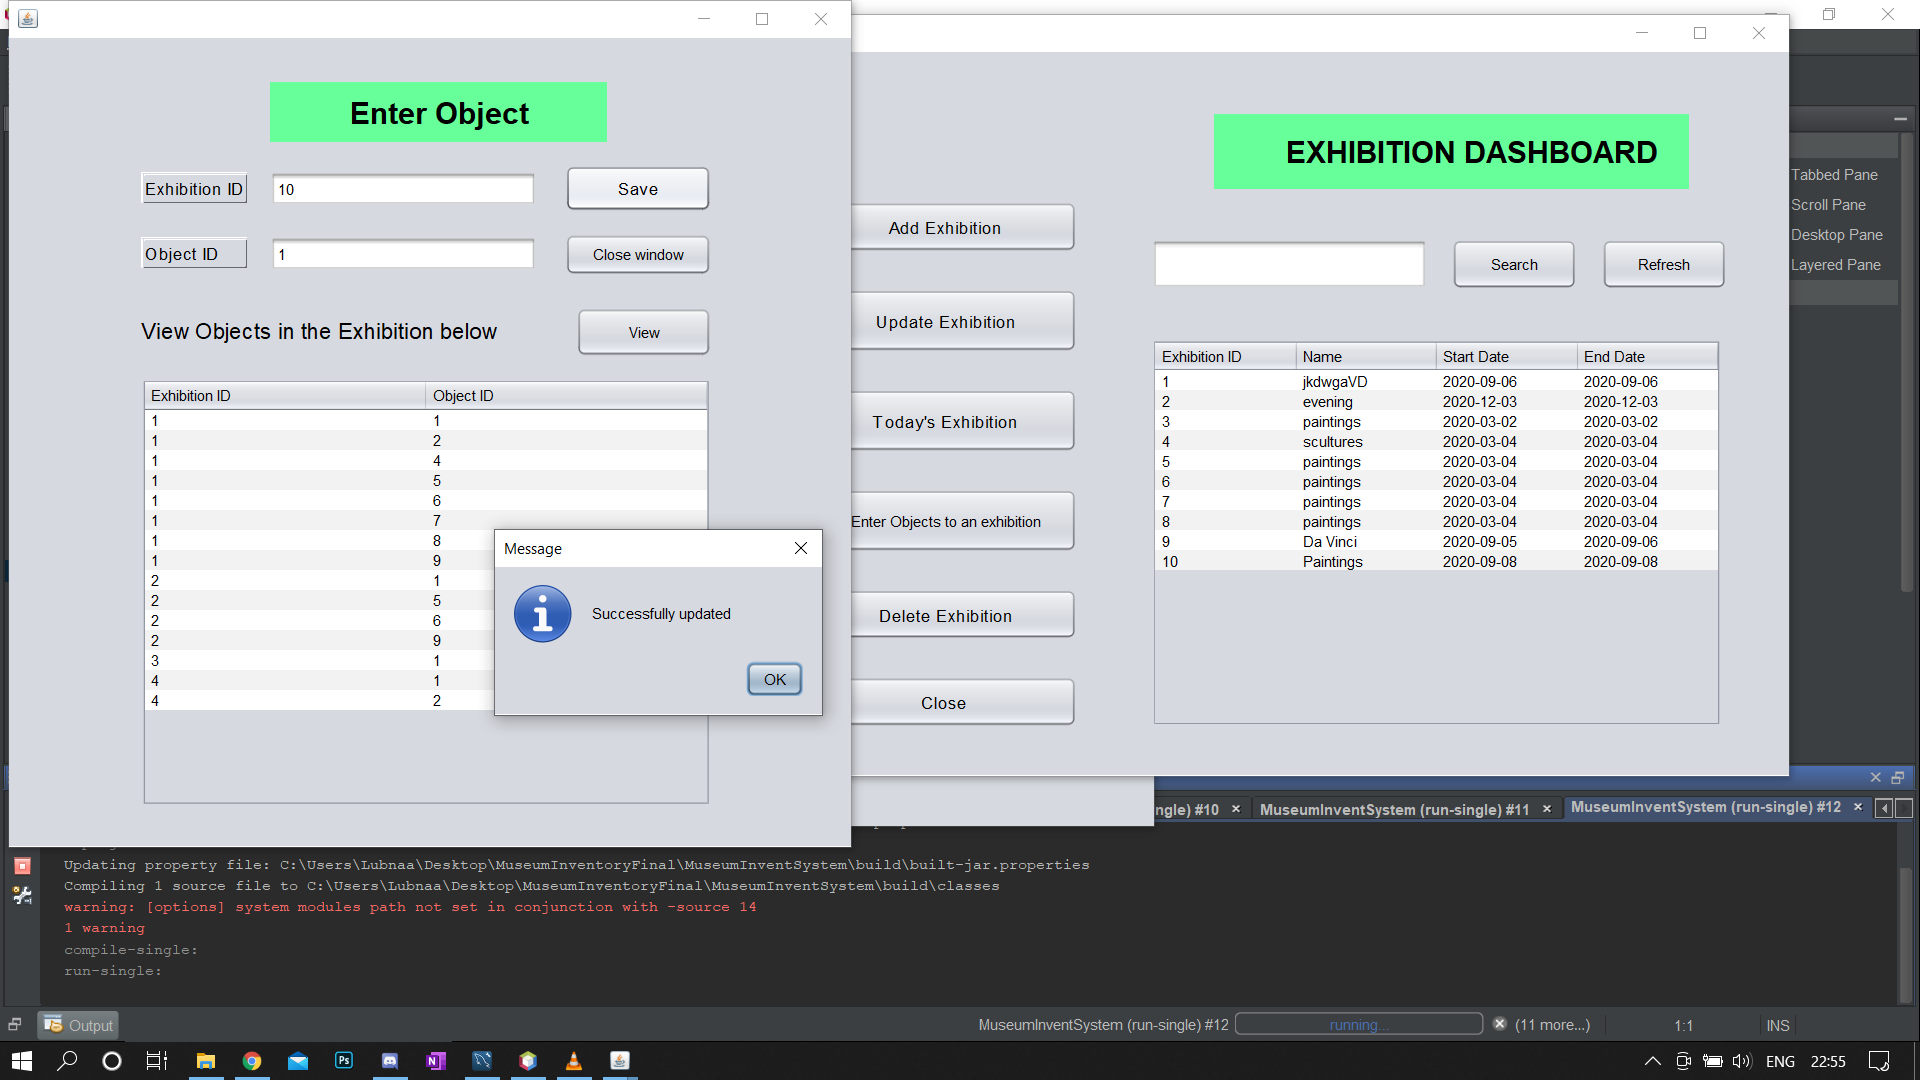 Enter Object
Exhibition ID 10 Save
Object ID 1 Close window
View Objects in the Exhibition below View
Exhibition ID Object ID
1 1
1 2
1 4
1 5
1 6
1 7
1 8
1 9
2 1
2 5
2 6
2 9
3 1
4 1
4 2
Message
Successfully updated
OK
EXHIBITION DASHBOARD
Add Exhibition
Update Exhibition
Today's Exhibition
Enter Objects to an exhibition
Delete Exhibition
Close
Search Refresh
Exhibition ID Name Start Date End Date
1 jkdwgaVD 2020-09-06 2020-09-06
2 evening 2020-12-03 2020-12-03
3 paintings 2020-03-02 2020-03-02
4 scultures 2020-03-04 2020-03-04
5 paintings 2020-03-04 2020-03-04
6 paintings 2020-03-04 2020-03-04
7 paintings 2020-03-04 2020-03-04
8 paintings 2020-03-04 2020-03-04
9 Da Vinci 2020-09-05 2020-09-06
10 Paintings 2020-09-08 2020-09-08
Tabbed Pane
Scroll Pane
Desktop Pane
Layered Pane
ngle) #10 MuseumInventSystem (run-single) #11 MuseumInventSystem (run-single) #12
Updating property file: C:\Users\Lubnaa\Desktop\MuseumInventoryFinal\MuseumInventSystem\build\built-jar.properties
Compiling 1 source file to C:\Users\Lubnaa\Desktop\MuseumInventoryFinal\MuseumInventSystem\build\classes
warning: [options] system modules path not set in conjunction with -source 14
1 warning
compile-single:
run-single:
Output
MuseumInventSystem (run-single) #12 running... (11 more...) 1:1 INS
Ps N
ENG 22:55